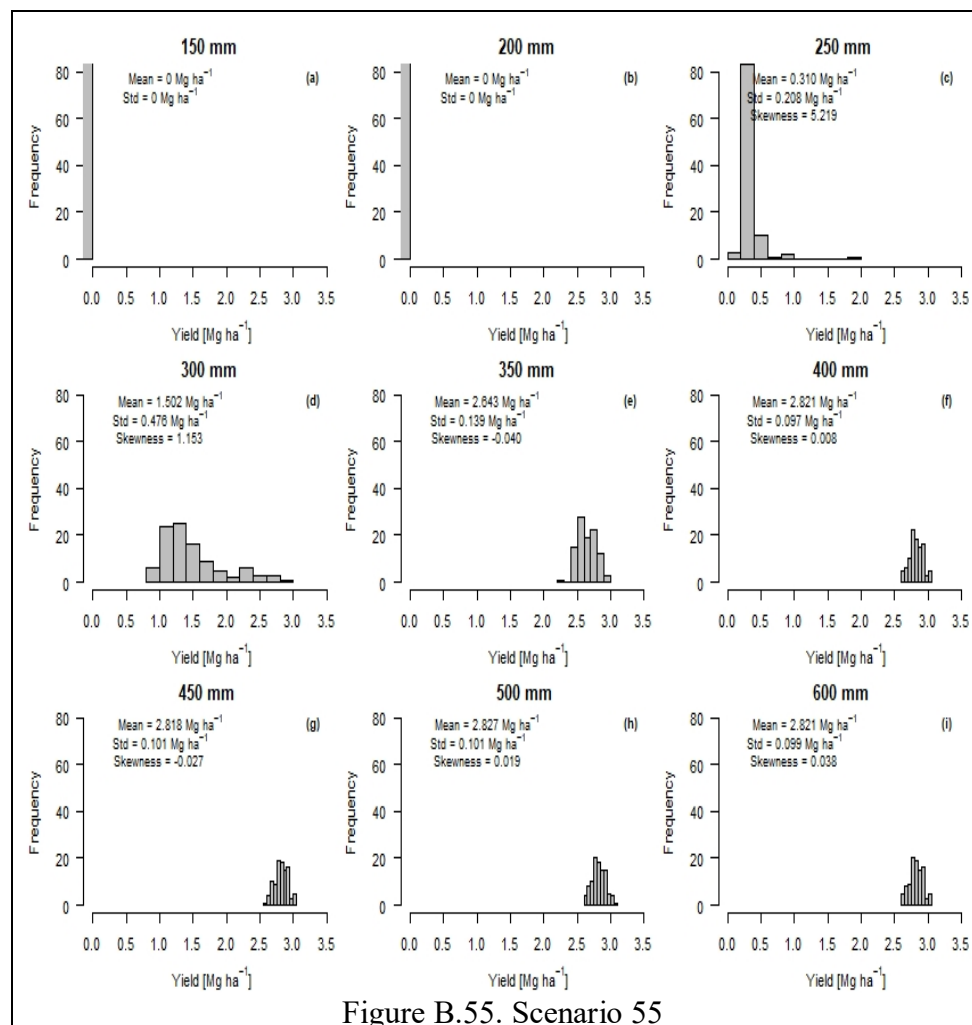 150 mm
Mean = 0 Mg ha⁻¹
(a)
Std = 0 Mg ha⁻¹
Frequency
80
60
40
20
0
0.0 0.5 1.0 1.5 2.0 2.5 3.0 3.5
Yield [Mg ha⁻¹]
200 mm
Mean = 0 Mg ha⁻¹
(b)
Std = 0 Mg ha⁻¹
Frequency
80
60
40
20
0
0.0 0.5 1.0 1.5 2.0 2.5 3.0 3.5
Yield [Mg ha⁻¹]
250 mm
Mean = 0.310 Mg ha⁻¹
(c)
Std = 0.208 Mg ha⁻¹
Skewness = 5.219
Frequency
80
60
40
20
0
0.0 0.5 1.0 1.5 2.0 2.5 3.0 3.5
Yield [Mg ha⁻¹]
300 mm
Mean = 1.502 Mg ha⁻¹
(d)
Std = 0.476 Mg ha⁻¹
Skewness = 1.153
Frequency
80
60
40
20
0
0.0 0.5 1.0 1.5 2.0 2.5 3.0 3.5
Yield [Mg ha⁻¹]
350 mm
Mean = 2.643 Mg ha⁻¹
(e)
Std = 0.139 Mg ha⁻¹
Skewness = -0.040
Frequency
80
60
40
20
0
0.0 0.5 1.0 1.5 2.0 2.5 3.0 3.5
Yield [Mg ha⁻¹]
400 mm
Mean = 2.821 Mg ha⁻¹
(f)
Std = 0.097 Mg ha⁻¹
Skewness = 0.008
Frequency
80
60
40
20
0
0.0 0.5 1.0 1.5 2.0 2.5 3.0 3.5
Yield [Mg ha⁻¹]
450 mm
Mean = 2.818 Mg ha⁻¹
(g)
Std = 0.101 Mg ha⁻¹
Skewness = -0.027
Frequency
80
60
40
20
0
0.0 0.5 1.0 1.5 2.0 2.5 3.0 3.5
Yield [Mg ha⁻¹]
500 mm
Mean = 2.827 Mg ha⁻¹
(h)
Std = 0.101 Mg ha⁻¹
Skewness = 0.019
Frequency
80
60
40
20
0
0.0 0.5 1.0 1.5 2.0 2.5 3.0 3.5
Yield [Mg ha⁻¹]
600 mm
Mean = 2.821 Mg ha⁻¹
(i)
Std = 0.099 Mg ha⁻¹
Skewness = 0.038
Frequency
80
60
40
20
0
0.0 0.5 1.0 1.5 2.0 2.5 3.0 3.5
Yield [Mg ha⁻¹]
Figure B.55. Scenario 55